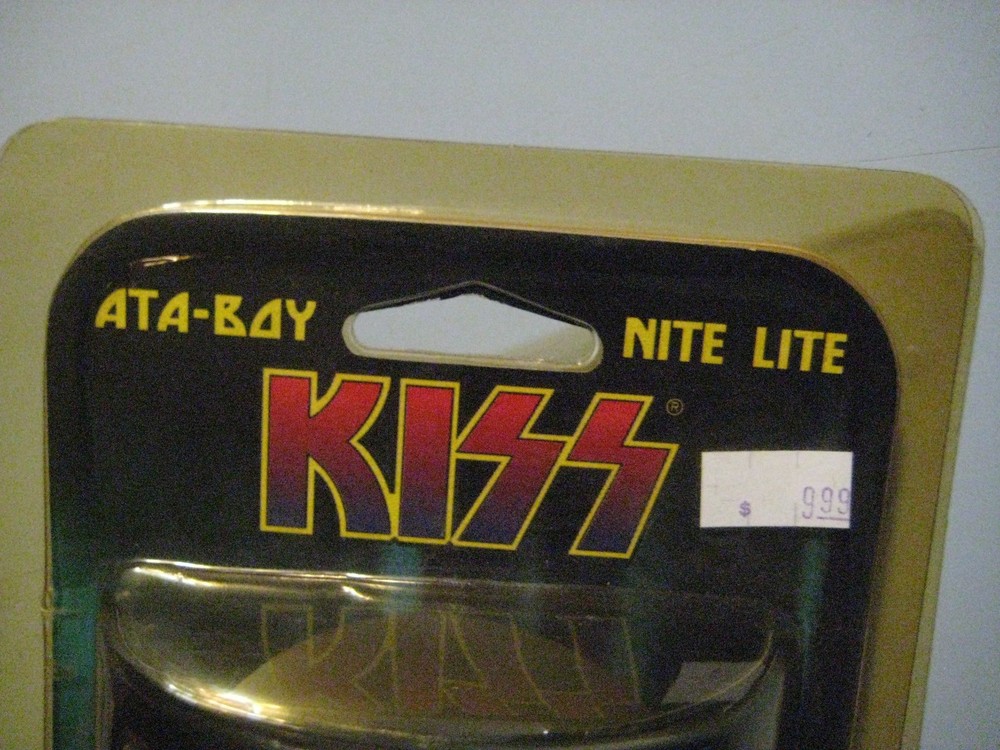 ATA-BOY
NITE LITE
KISS®
$ 9 99